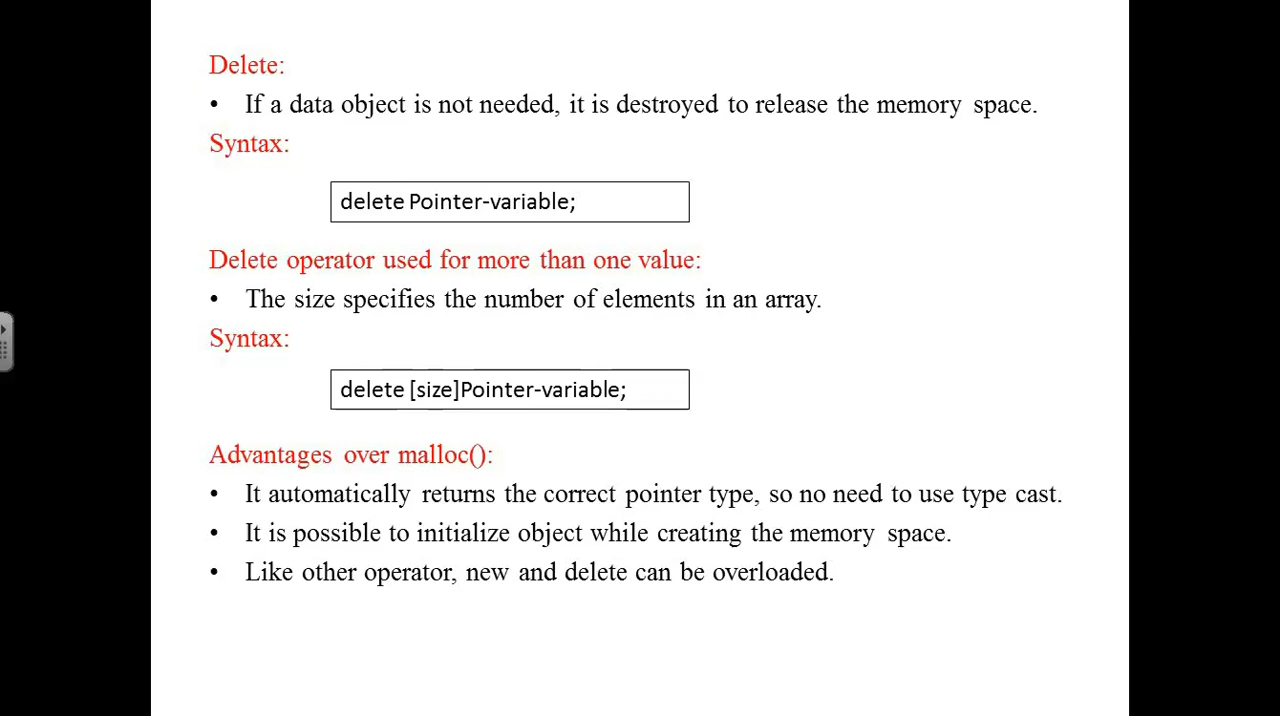 Delete:
• If a data object is not needed, it is destroyed to release the memory space.
Syntax:
delete Pointer-variable;
Delete operator used for more than one value:
• The size specifies the number of elements in an array.
Syntax:
delete [size]Pointer-variable;
Advantages over malloc():
• It automatically returns the correct pointer type, so no need to use type cast.
• It is possible to initialize object while creating the memory space.
• Like other operator, new and delete can be overloaded.